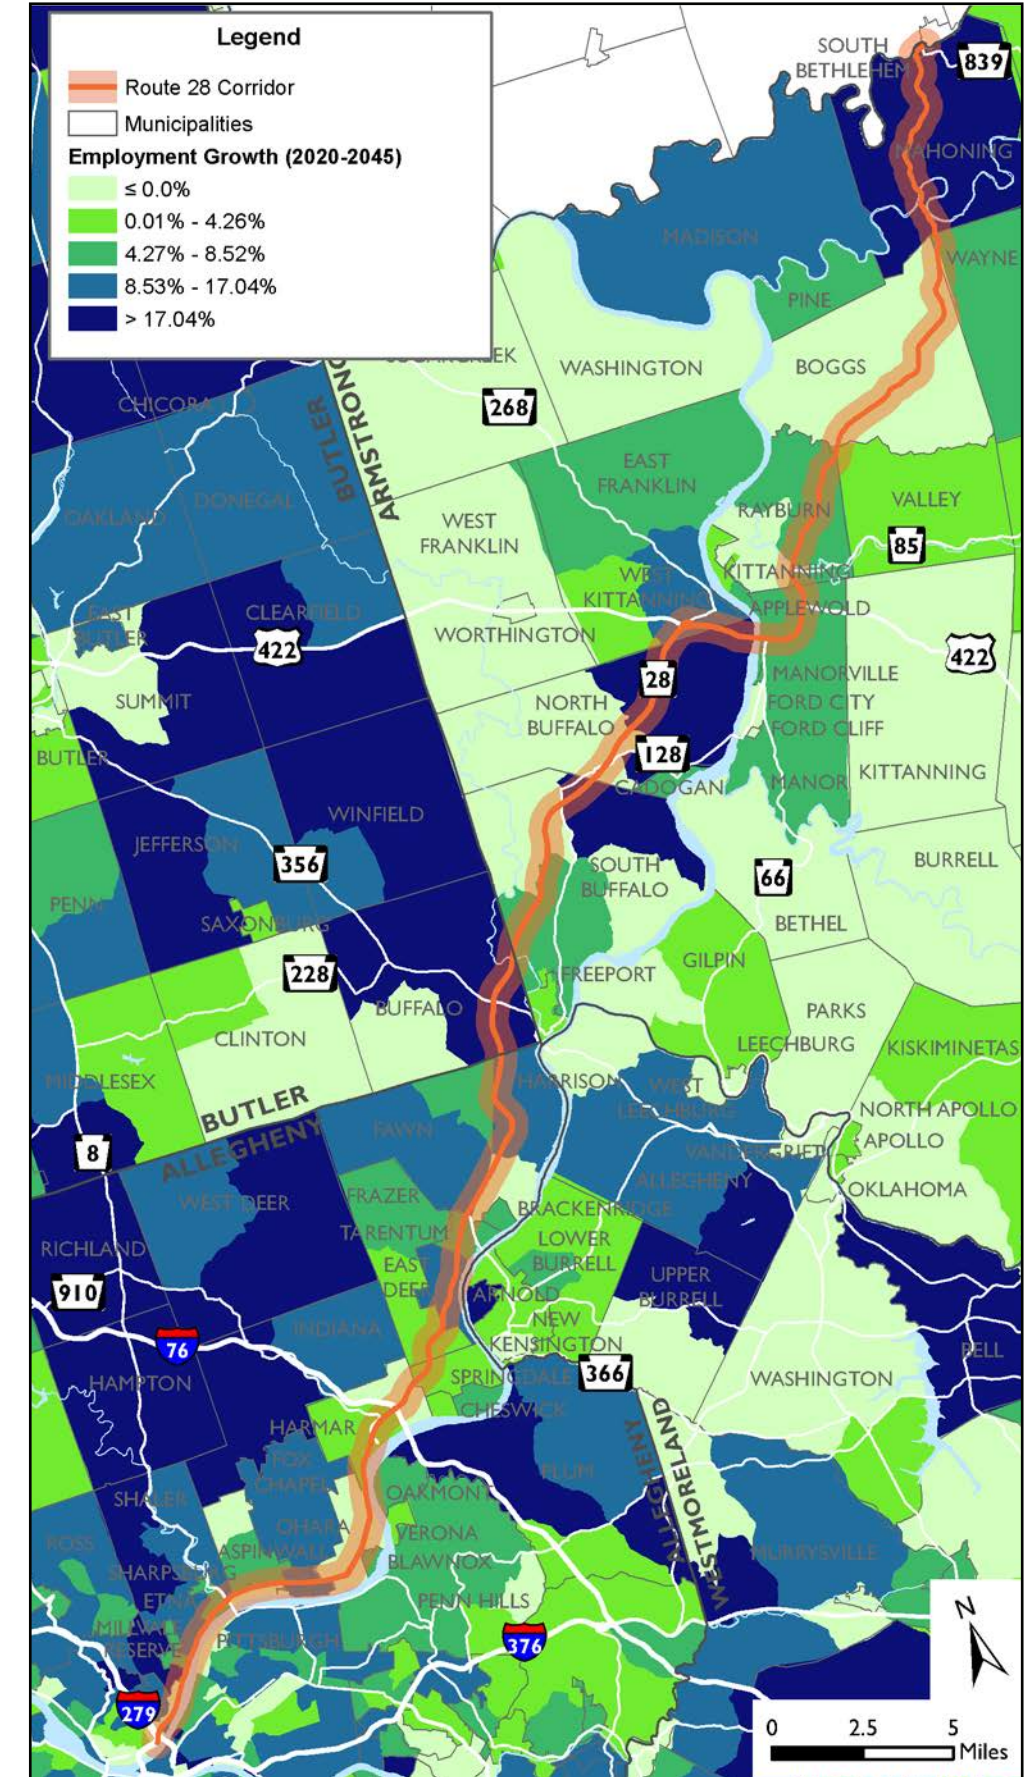 Legend
Route 28 Corridor
Municipalities
Employment Growth (2020-2045)
≤ 0.0%
0.01% - 4.26%
4.27% - 8.52%
8.53% - 17.04%
> 17.04%
SOUTH
BETHLEHEM
839
MAHONING
MADISON
WAYNE
PINE
WASHINGTON
BOGGS
268
CHICORA
BUTLER
ARMSTRONG
EAST
FRANKLIN
OAKLAND
DONEGAL
RAYBURN
VALLEY
WEST
FRANKLIN
85
WEST
KITTANNING
KITTANNING
APPLEWOLD
EAST
BUTLER
CLEARFIELD
WORTHINGTON
422
422
28
MANORVILLE
SUMMIT
NORTH
BUFFALO
FORD CITY
FORD CLIFF
128
BUTLER
CADOGAN
MANOR
KITTANNING
WINFIELD
JEFFERSON
356
SOUTH
BUFFALO
66
BURRELL
PENN
SAXONBURG
BETHEL
228
FREEPORT
GILPIN
BUFFALO
PARKS
CLINTON
LEECHBURG
KISKIMINETAS
MIDDLESEX
HARRISON
WEST
LEECHBURG
BUTLER
ALLEGHENY
FAWN
NORTH APOLLO
APOLLO
8
VANDERGRIFT
ALLEGHENY
OKLAHOMA
WEST DEER
FRAZER
BRACKENRIDGE
TARENTUM
LOWER
BURRELL
RICHLAND
EAST
DEER
UPPER
BURRELL
910
ARNOLD
NEW
KENSINGTON
INDIANA
76
BELL
HAMPTON
SPRINGDALE
366
WASHINGTON
CHESWICK
HARMAR
ALLEGHENY
WESTMORELAND
FOX
CHAPEL
PLUM
OAKMONT
SHALER
OHARA
VERONA
ROSS
ASPINWALL
BLAWNOX
MURRYSVILLE
SHARPSBURG
ETNA
PENN HILLS
MILLVALE
RESERVE
PITTSBURGH
376
279
N
0 2.5 5
Miles